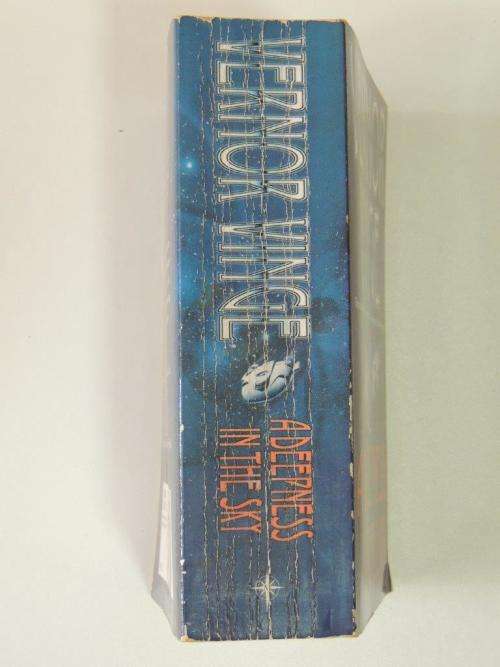 VERNOR VINGE
A DEEPNESS
IN THE SKY